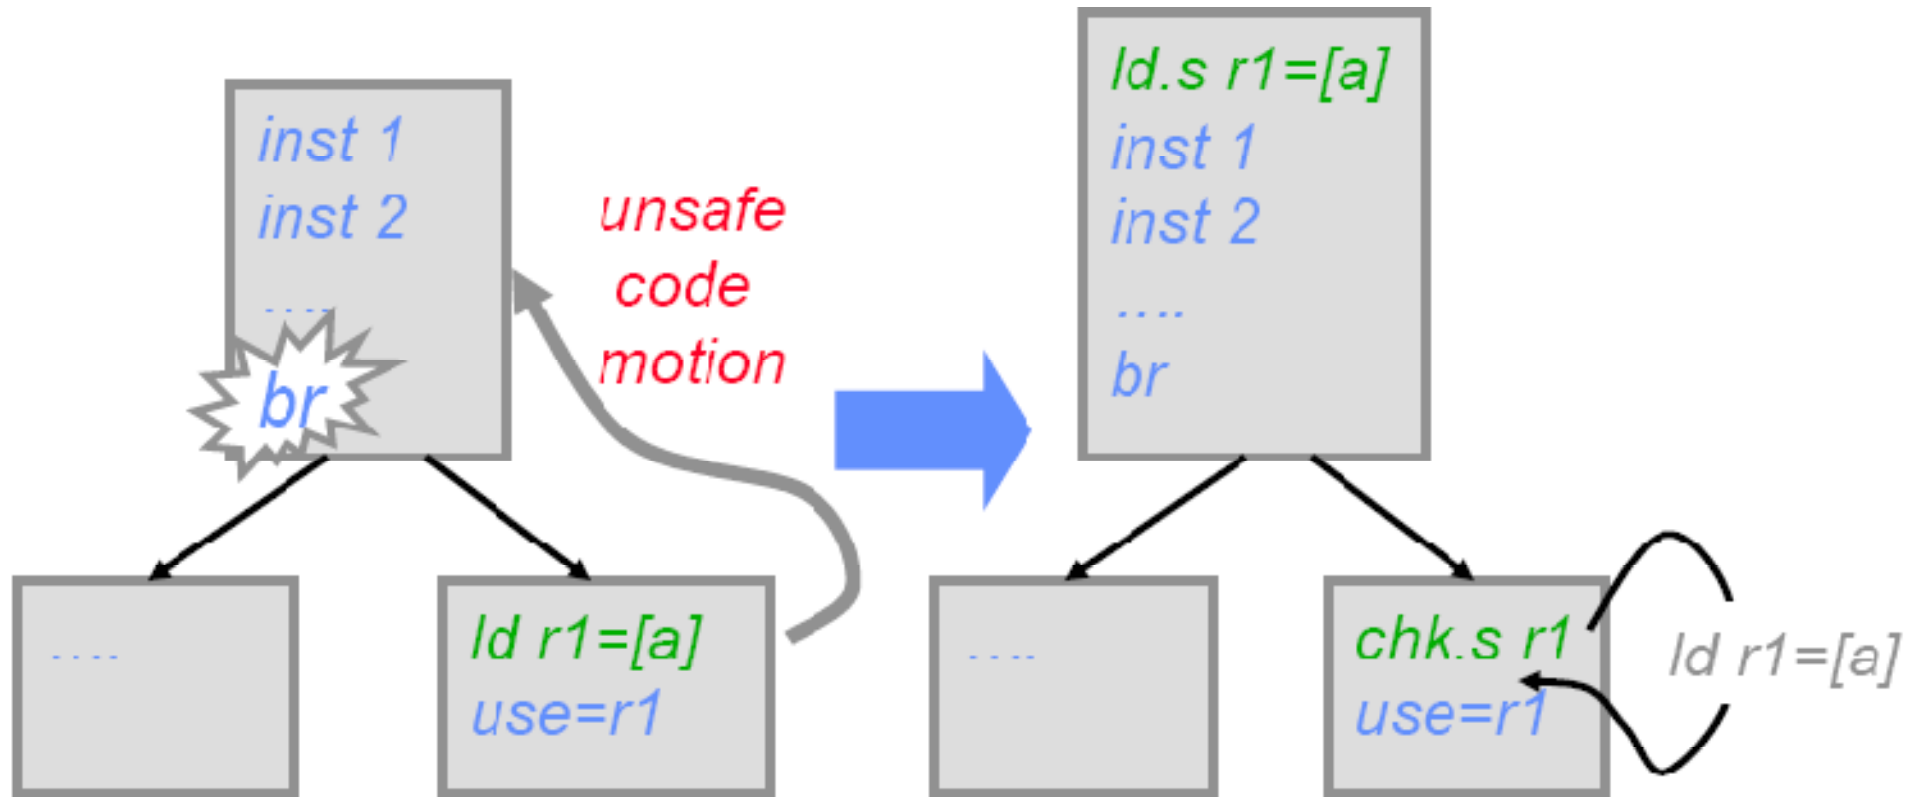 inst 1
inst 2
....
br
unsafe
code
motion
....
ld r1=[a]
use=r1
ld.s r1=[a]
inst 1
inst 2
....
br
....
chk.s r1
use=r1
ld r1=[a]